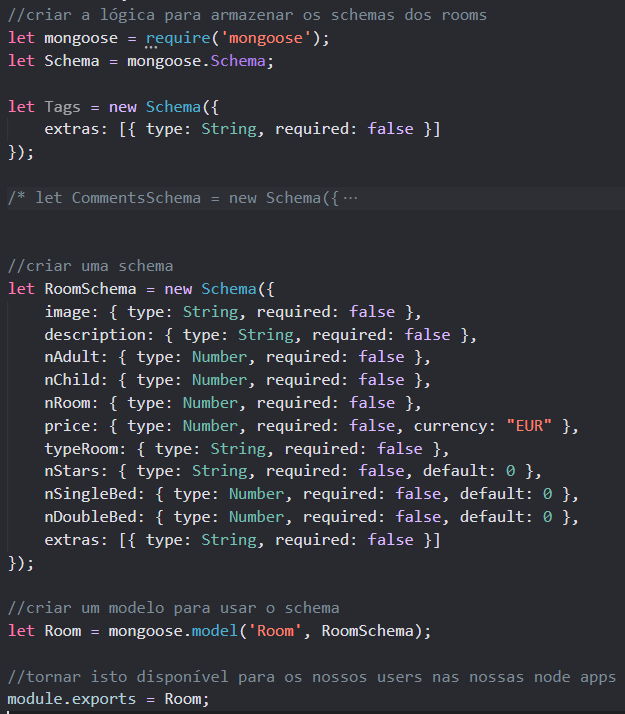 //criar a lógica para armazenar os schemas dos rooms
let mongoose = require('mongoose');
let Schema = mongoose.Schema;
let Tags = new Schema({
    extras: [{ type: String, required: false }]
});
/* let CommentsSchema = new Schema({ ···
//criar uma schema
let RoomSchema = new Schema({
    image: { type: String, required: false },
    description: { type: String, required: false },
    nAdult: { type: Number, required: false },
    nChild: { type: Number, required: false },
    nRoom: { type: Number, required: false },
    price: { type: Number, required: false, currency: "EUR" },
    typeRoom: { type: String, required: false },
    nStars: { type: String, required: false, default: 0 },
    nSingleBed: { type: Number, required: false, default: 0 },
    nDoubleBed: { type: Number, required: false, default: 0 },
    extras: [{ type: String, required: false }]
});
//criar um modelo para usar o schema
let Room = mongoose.model('Room', RoomSchema);
//tornar isto disponível para os nossos users nas nossas node apps
module.exports = Room;